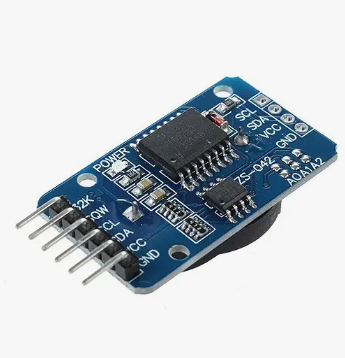 POWER
32K
SQW
SCL
SDA
VCC
GND
SCL
SDA
VCC
GND
ZS-042
A0A1A2